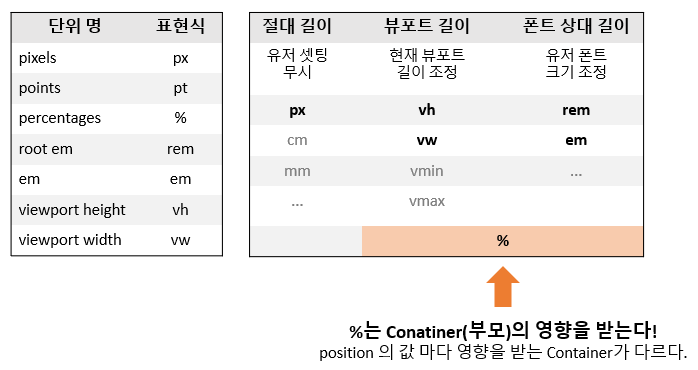 단위 명 표현식
pixels px
points pt
percentages %
root em rem
em em
viewport height vh
viewport width vw
절대 길이 뷰포트 길이 폰트 상대 길이
유저 셋팅 현재 뷰포트 유저 폰트
무시 길이 조정 크기 조정
px vh rem
cm vw em
mm vmin ...
... vmax
%
%는 Conatiner(부모)의 영향을 받는다!
position 의 값 마다 영향을 받는 Container가 다르다.